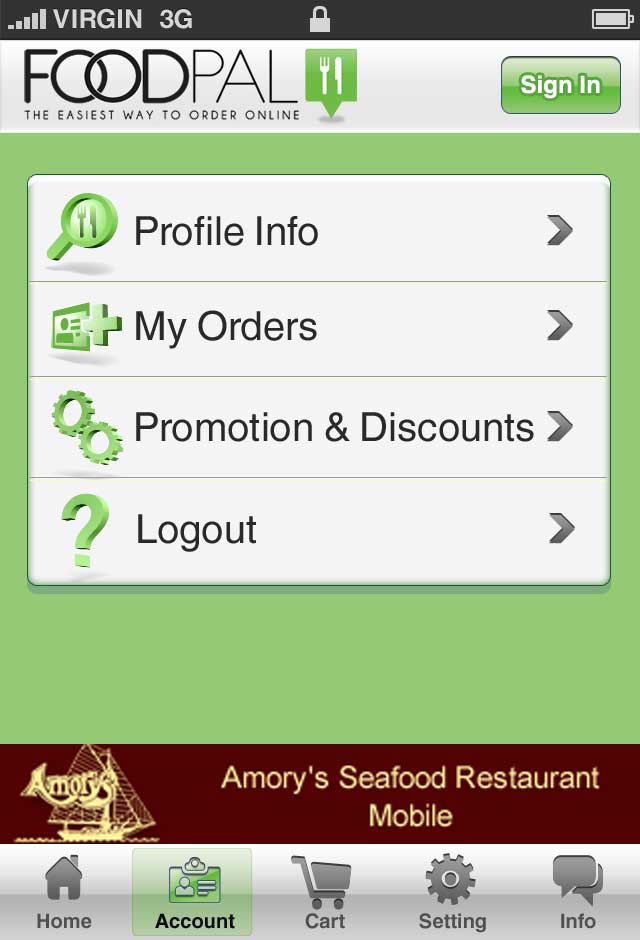 VIRGIN 3G
FOODPAL
THE EASIEST WAY TO ORDER ONLINE
Sign In
Profile Info
My Orders
Promotion & Discounts
Logout
Amory's
Amory's Seafood Restaurant
Mobile
Home
Account
Cart
Setting
Info